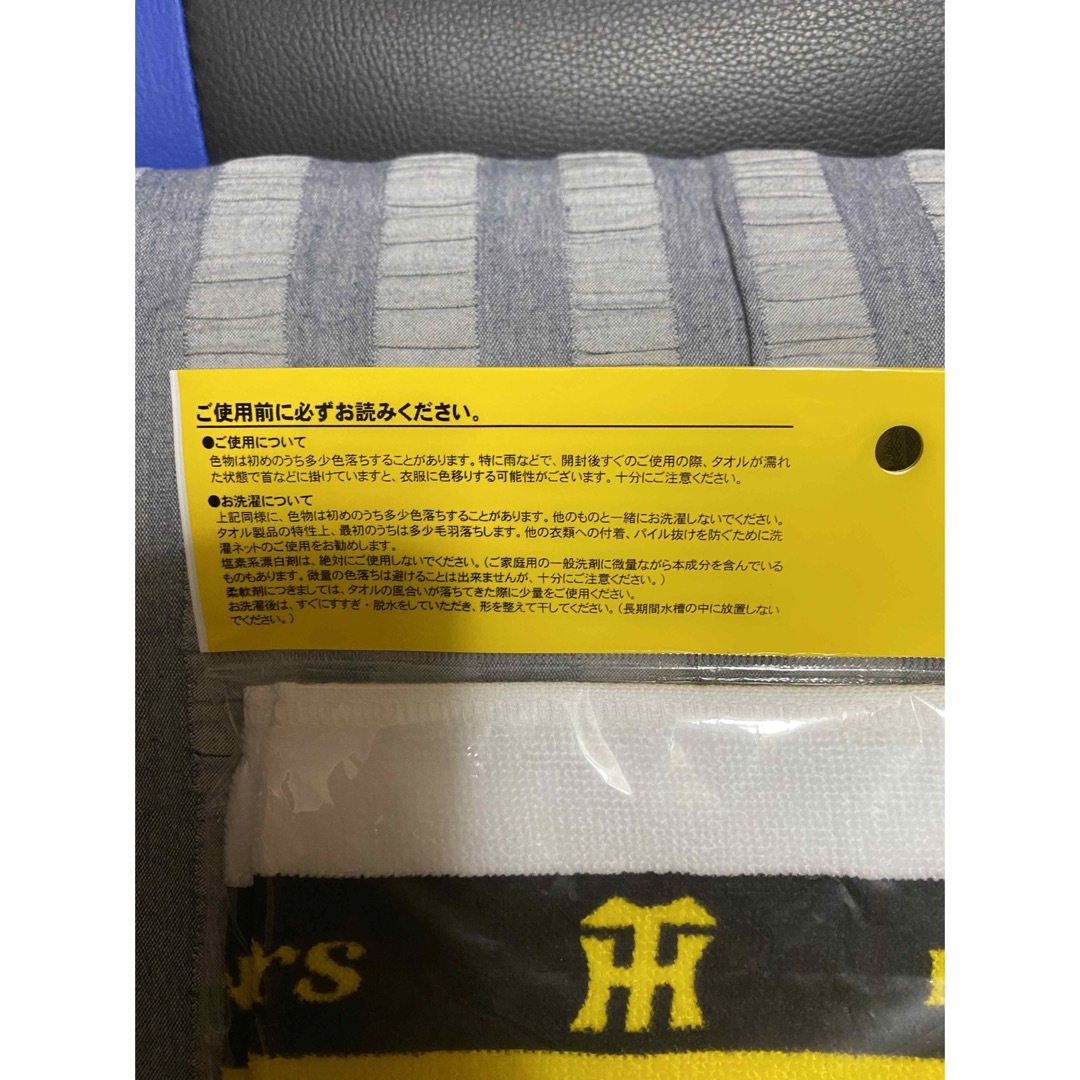 ご使用前に必ずお読みください。
●ご使用について
色物は初めのうち多少色落ちすることがあります。特に雨などで、開封後すぐのご使用の際、タオルが濡れ
た状態で首などに掛けていますと、衣服に色移りする可能性がございます。十分にご注意ください。
●お洗濯について
上記同様に、色物は初めのうち多少色落ちすることがあります。他のものと一緒にお洗濯しないでください。
タオル製品の特性上、最初のうちは多少毛羽落ちします。他の衣類への付着、パイル抜けを防ぐために洗
濯ネットのご使用をお勧めします。
塩素系漂白剤は、絶対にご使用しないでください。（ご家庭用の一般洗剤に微量ながら本成分を含んでいる
ものもあります。微量の色落ちは避けることは出来ませんが、十分にご注意ください。）
柔軟剤につきましては、タオルの風合いが落ちてきた際に少量をご使用ください。
お洗濯後は、すぐにすすぎ・脱水をしていただき、形を整えて干してください。（長期間水槽の中に放置しない
でください。）
ers TH